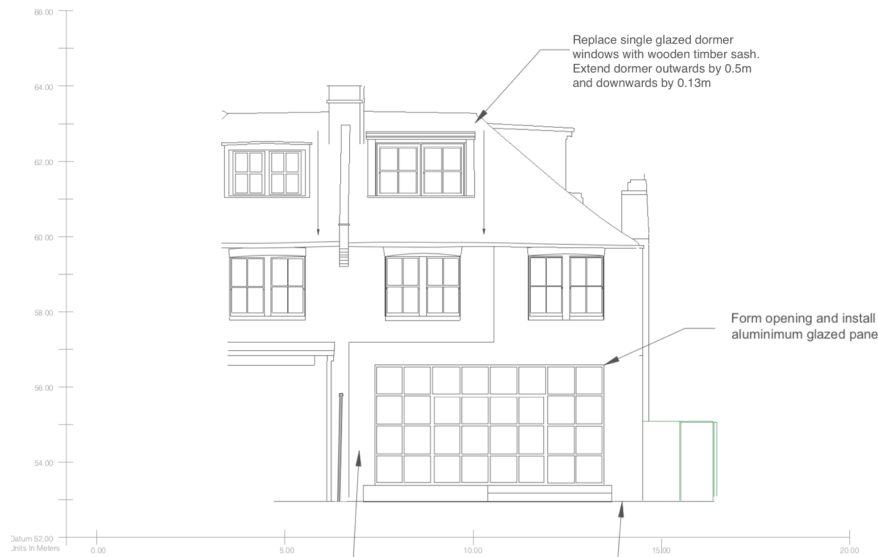 66.00
Replace single glazed dormer
windows with wooden timber sash.
Extend dormer outwards by 0.5m
and downwards by 0.13m
64.00
62.00
60.00
58.00
Form opening and install
aluminimum glazed pane
56.00
54.00
Datum 52.00
Units In Meters
0.00
5.00
10.00
15.00
20.00